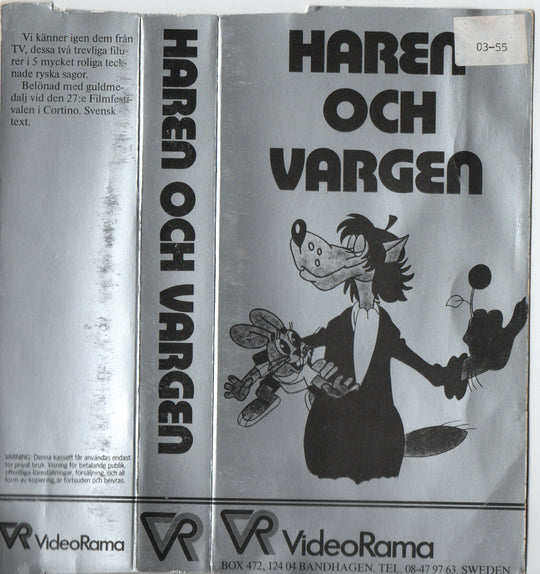 Vi känner igen dem från
TV, dessa två trevliga filu-
rer i 5 mycket roliga teck-
nade ryska sagor.
Belönad med guldme-
dalj vid den 27:e Filmfesti-
valen i Cortino. Svensk
text.
VARNING: Denna kassett får användas endast
för privat bruk. Visning för betalande publik,
offentliga föreställningar, försäljning, och all
form av kopiering är förbjuden och beivras.
VR VideoRama
HAREN OCH VARGEN
VR
03-55
HAREN
OCH
VARGEN
VR VideoRama
BOX 472, 124 04 BANDHAGEN. TEL. 08-47 97 63. SWEDEN